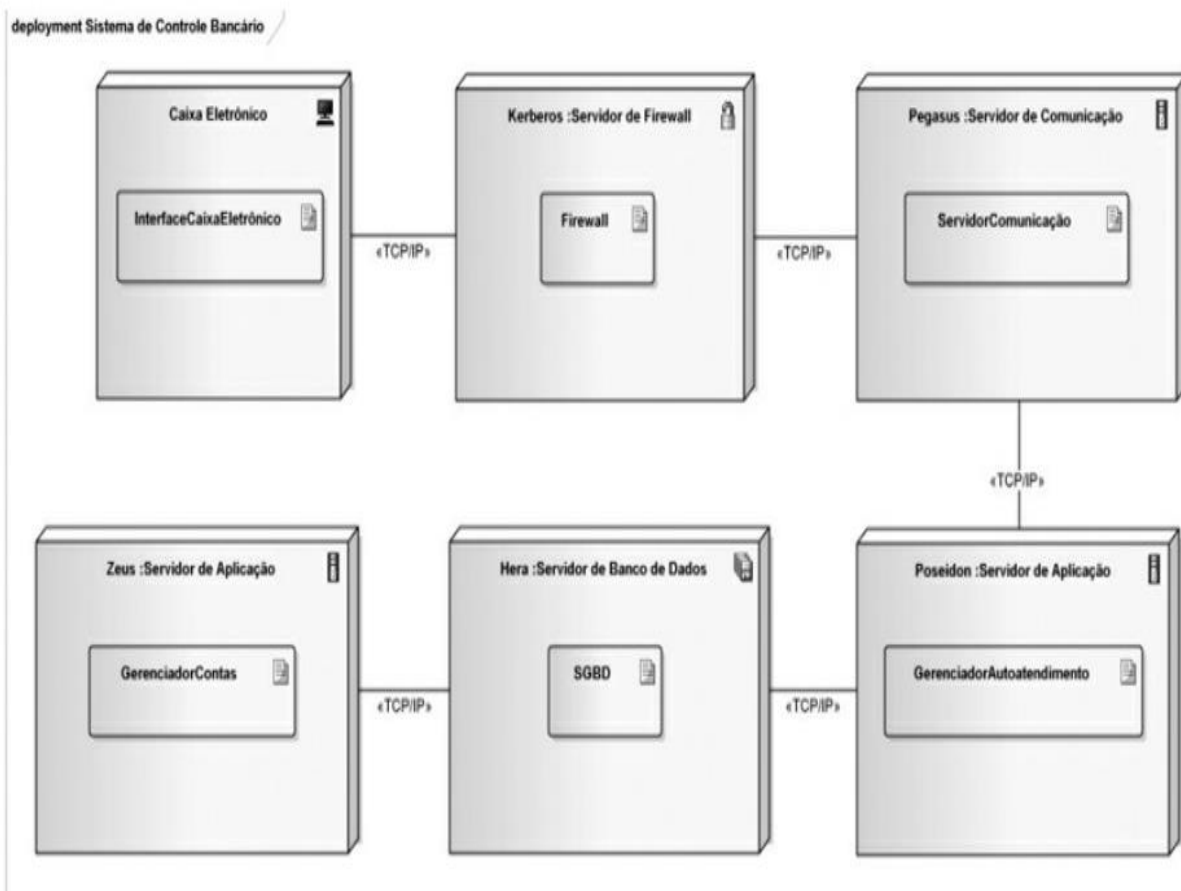 deployment Sistema de Controle Bancário
Caixa Eletrônico
InterfaceCaixaEletrônico
«TCP/IP»
Kerberos :Servidor de Firewall
Firewall
«TCP/IP»
Pegasus :Servidor de Comunicação
ServidorComunicação
«TCP/IP»
Zeus :Servidor de Aplicação
GerenciadorContas
«TCP/IP»
Hera :Servidor de Banco de Dados
SGBD
«TCP/IP»
Poseidon :Servidor de Aplicação
GerenciadorAutoatendimento